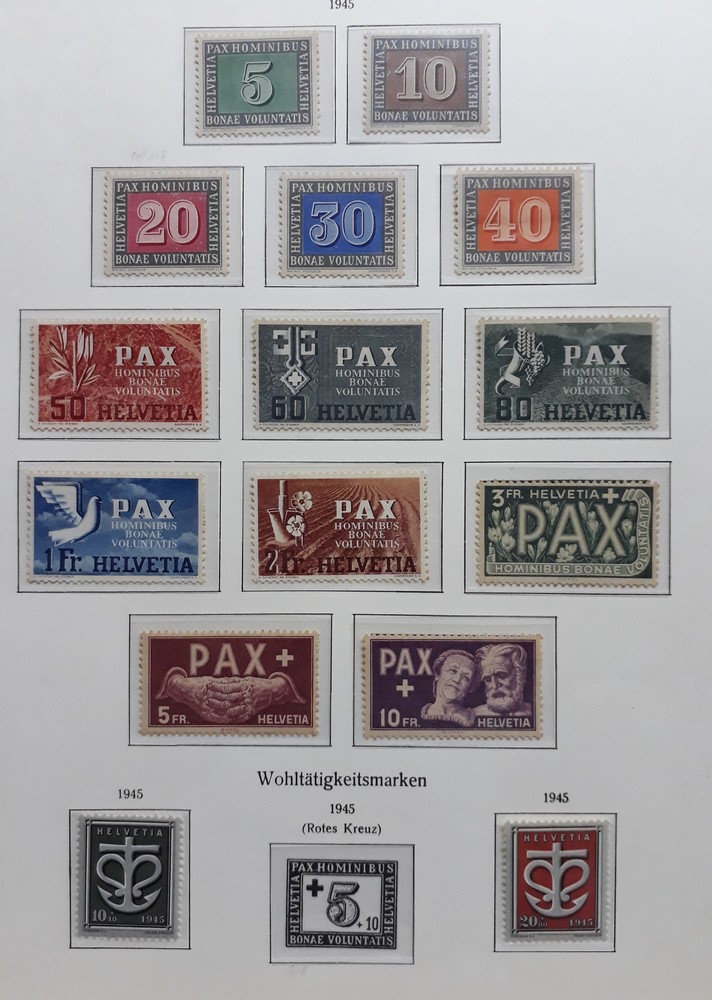 1945
PAX HOMINIBUS
HELVETIA
5
HELVETIA
BONAE VOLUNTATIS
PAX HOMINIBUS
HELVETIA
10
HELVETIA
BONAE VOLUNTATIS
PAX HOMINIBUS
HELVETIA
20
HELVETIA
BONAE VOLUNTATIS
PAX HOMINIBUS
HELVETIA
30
HELVETIA
BONAE VOLUNTATIS
PAX HOMINIBUS
HELVETIA
40
HELVETIA
BONAE VOLUNTATIS
PAX
HOMINIBUS
BONAE
VOLUNTATIS
50 HELVETIA
PAX
HOMINIBUS
BONAE
VOLUNTATIS
60 HELVETIA
PAX
HOMINIBUS
BONAE
VOLUNTATIS
80 HELVETIA
PAX
HOMINIBUS
BONAE
VOLUNTATIS
1 Fr. HELVETIA
PAX
HOMINIBUS
BONAE
VOLUNTATIS
2 Fr. HELVETIA
3 FR. HELVETIA +
PAX
HOMINIBUS BONAE VOLUNTATIS
PAX +
5 FR. HELVETIA
PAX
+
10 FR. HELVETIA
Wohltätigkeitsmarken
1945
HELVETIA
10+10 1945
1945
(Rotes Kreuz)
PAX HOMINIBUS
HELVETIA
+5+10
HELVETIA
BONAE VOLUNTATIS
1945
HELVETIA
1945